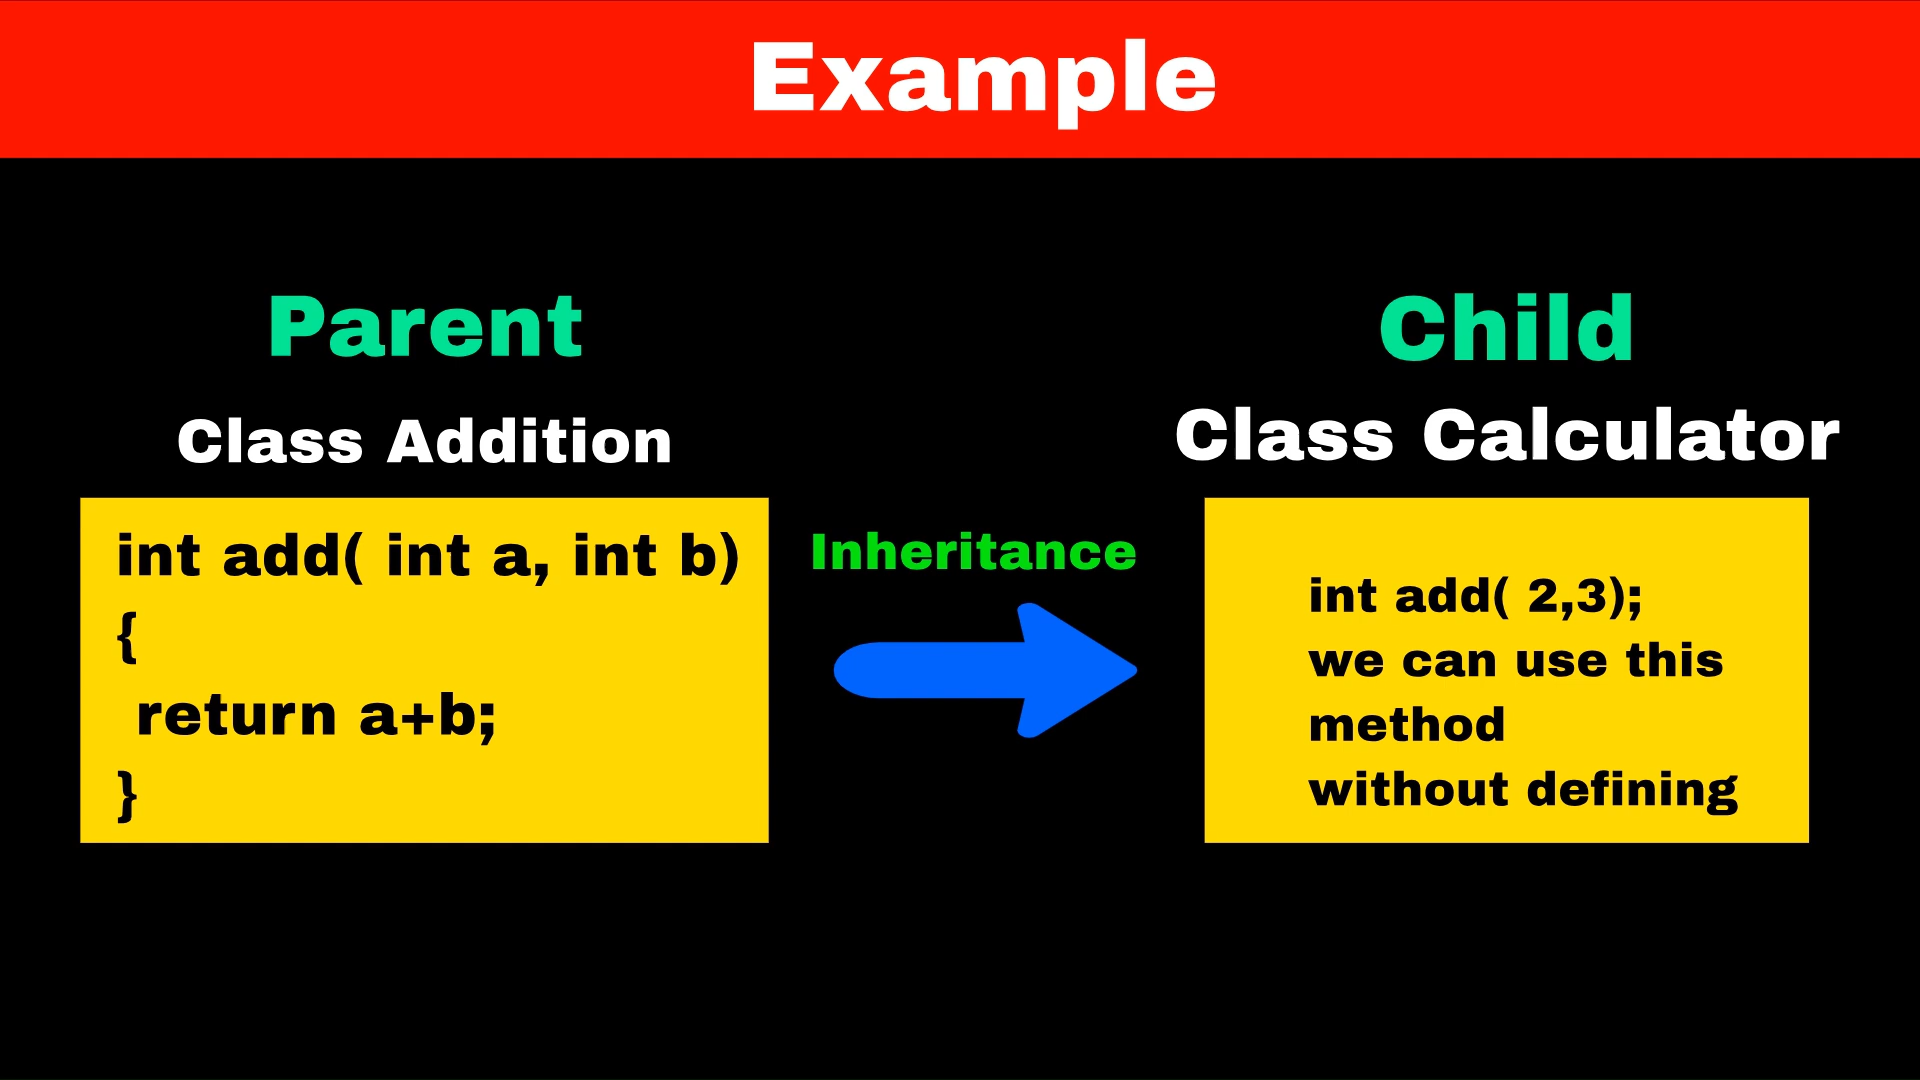 Example
Parent
Class Addition
int add( int a, int b)
{
return a+b;
}
Inheritance
Child
Class Calculator
int add( 2,3);
we can use this
method
without defining